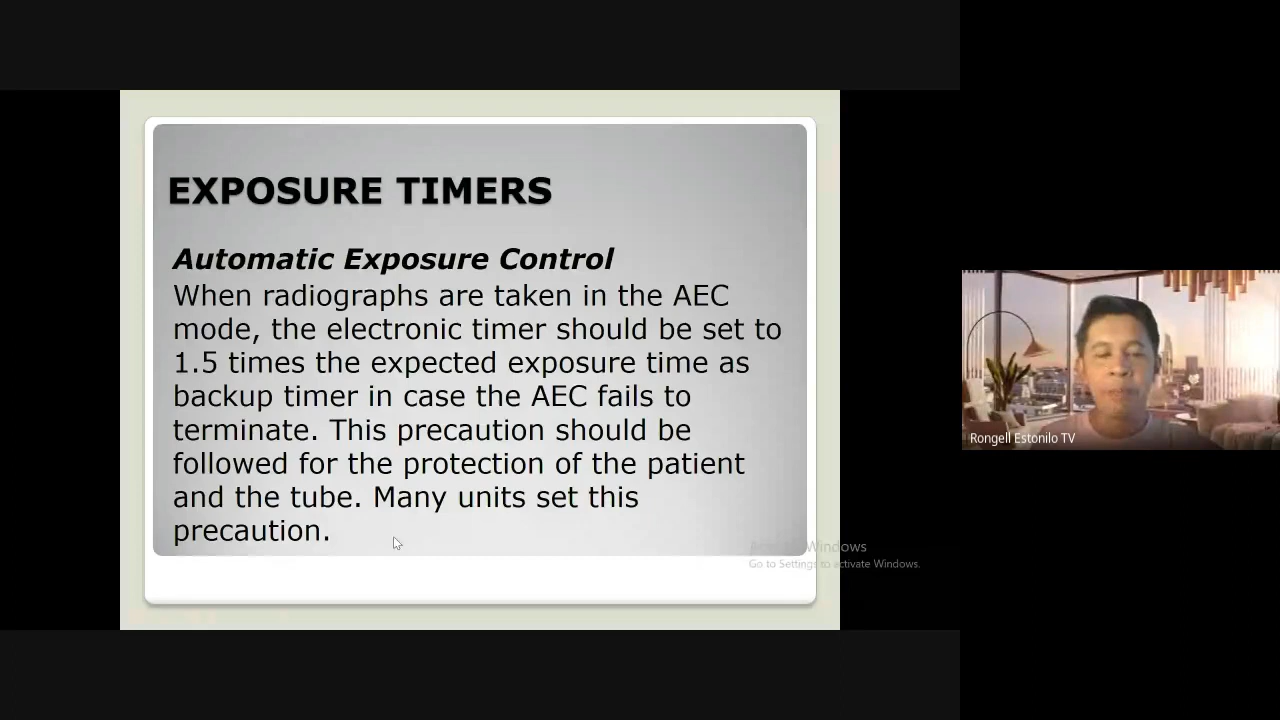 EXPOSURE TIMERS
Automatic Exposure Control
When radiographs are taken in the AEC
mode, the electronic timer should be set to
1.5 times the expected exposure time as
backup timer in case the AEC fails to
terminate. This precaution should be
followed for the protection of the patient
and the tube. Many units set this
precaution.
Rongell Estonilo TV
Activate Windows
Go to Settings to activate Windows.